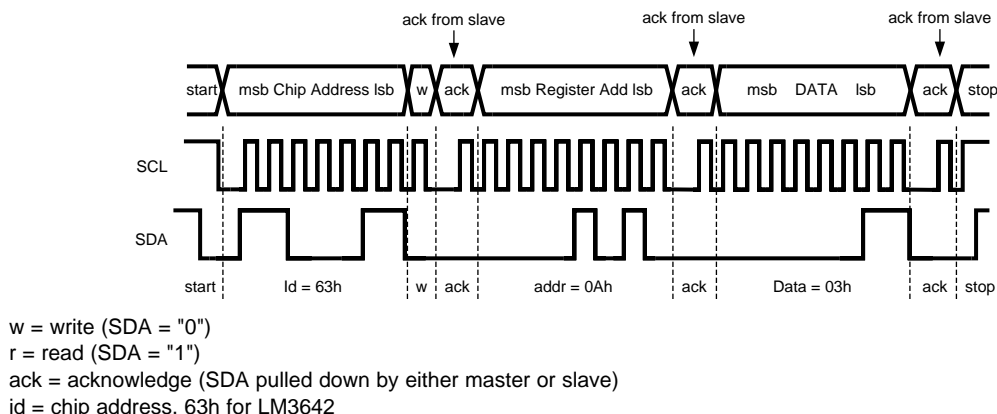 ack from slave ack from slave ack from slave
start msb Chip Address lsb w ack msb Register Add lsb ack msb DATA lsb ack stop
SCL
SDA
start Id = 63h w ack addr = 0Ah ack Data = 03h ack stop
w = write (SDA = "0")
r = read (SDA = "1")
ack = acknowledge (SDA pulled down by either master or slave)
id = chip address, 63h for LM3642